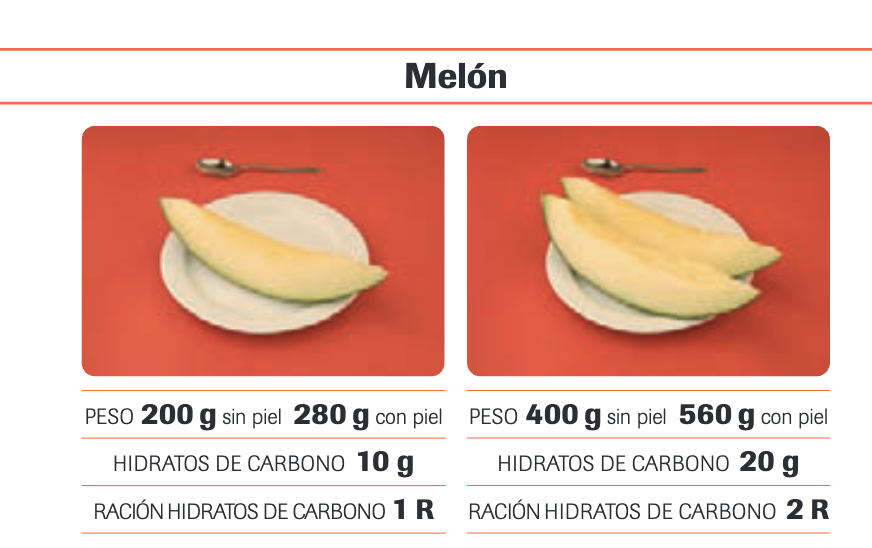 Melón
PESO 200 g sin piel 280 g con piel
HIDRATOS DE CARBONO 10 g
RACIÓN HIDRATOS DE CARBONO 1 R
PESO 400 g sin piel 560 g con piel
HIDRATOS DE CARBONO 20 g
RACIÓN HIDRATOS DE CARBONO 2 R